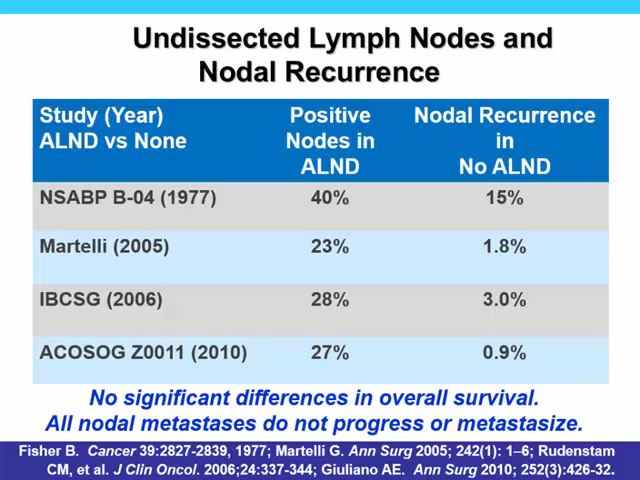 Undissected Lymph Nodes and
Nodal Recurrence
Study (Year)
ALND vs None
Positive
Nodes in
ALND
Nodal Recurrence
in
No ALND
NSABP B-04 (1977) 40% 15%
Martelli (2005) 23% 1.8%
IBCSG (2006) 28% 3.0%
ACOSOG Z0011 (2010) 27% 0.9%
No significant differences in overall survival.
All nodal metastases do not progress or metastasize.
Fisher B. Cancer 39:2827-2839, 1977; Martelli G. Ann Surg 2005; 242(1): 1–6; Rudenstam
CM, et al. J Clin Oncol. 2006;24:337-344; Giuliano AE. Ann Surg 2010; 252(3):426-32.